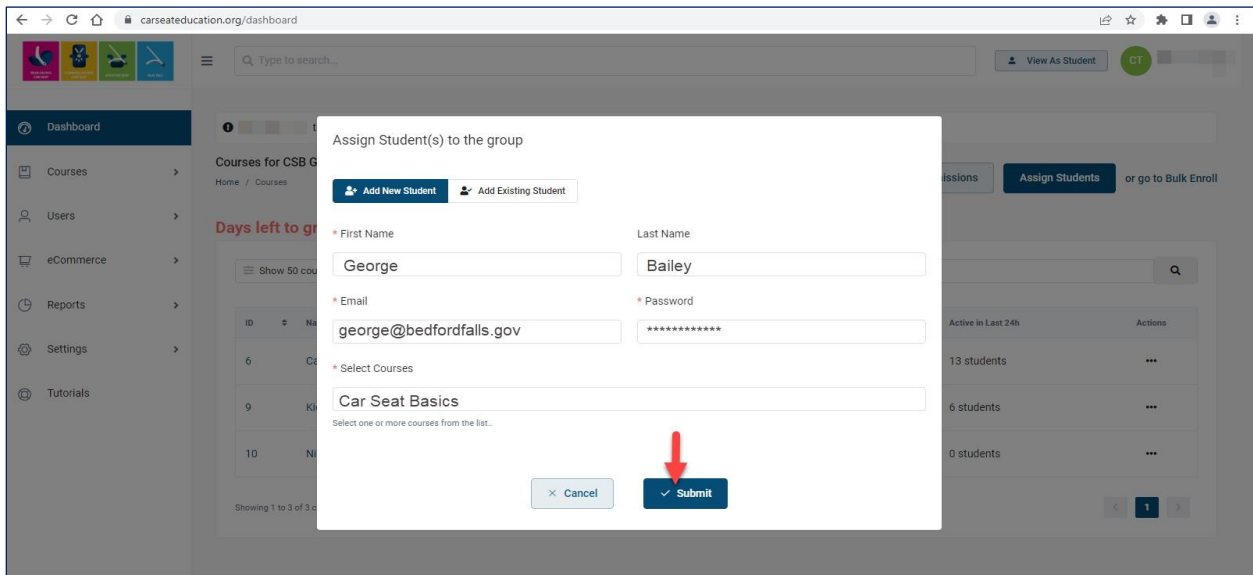 carseateducation.org/dashboard
Type to search...
View As Student
CT
Dashboard
Courses
Users
eCommerce
Reports
Settings
Tutorials
Courses for CSB G
Home / Courses
issions
Assign Students
or go to Bulk Enroll
Days left to gr
Show 50 cou
ID
Na
Active in Last 24h
Actions
6
Ca
13 students
9
Ki
6 students
10
Ni
0 students
Showing 1 to 3 of 3 c
1
Assign Student(s) to the group
Add New Student
Add Existing Student
* First Name
Last Name
George
Bailey
* Email
* Password
george@bedfordfalls.gov
************
* Select Courses
Car Seat Basics
Select one or more courses from the list..
Cancel
Submit